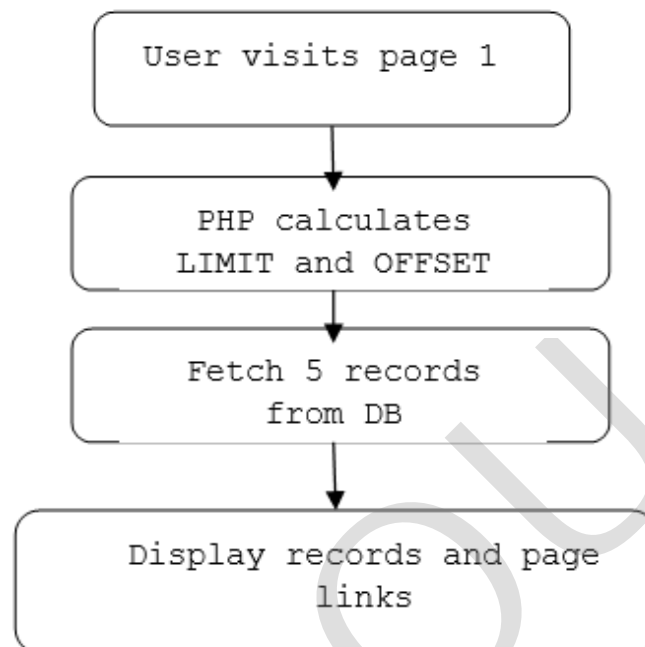 User visits page 1
PHP calculates
LIMIT and OFFSET
Fetch 5 records
from DB
Display records and page
links